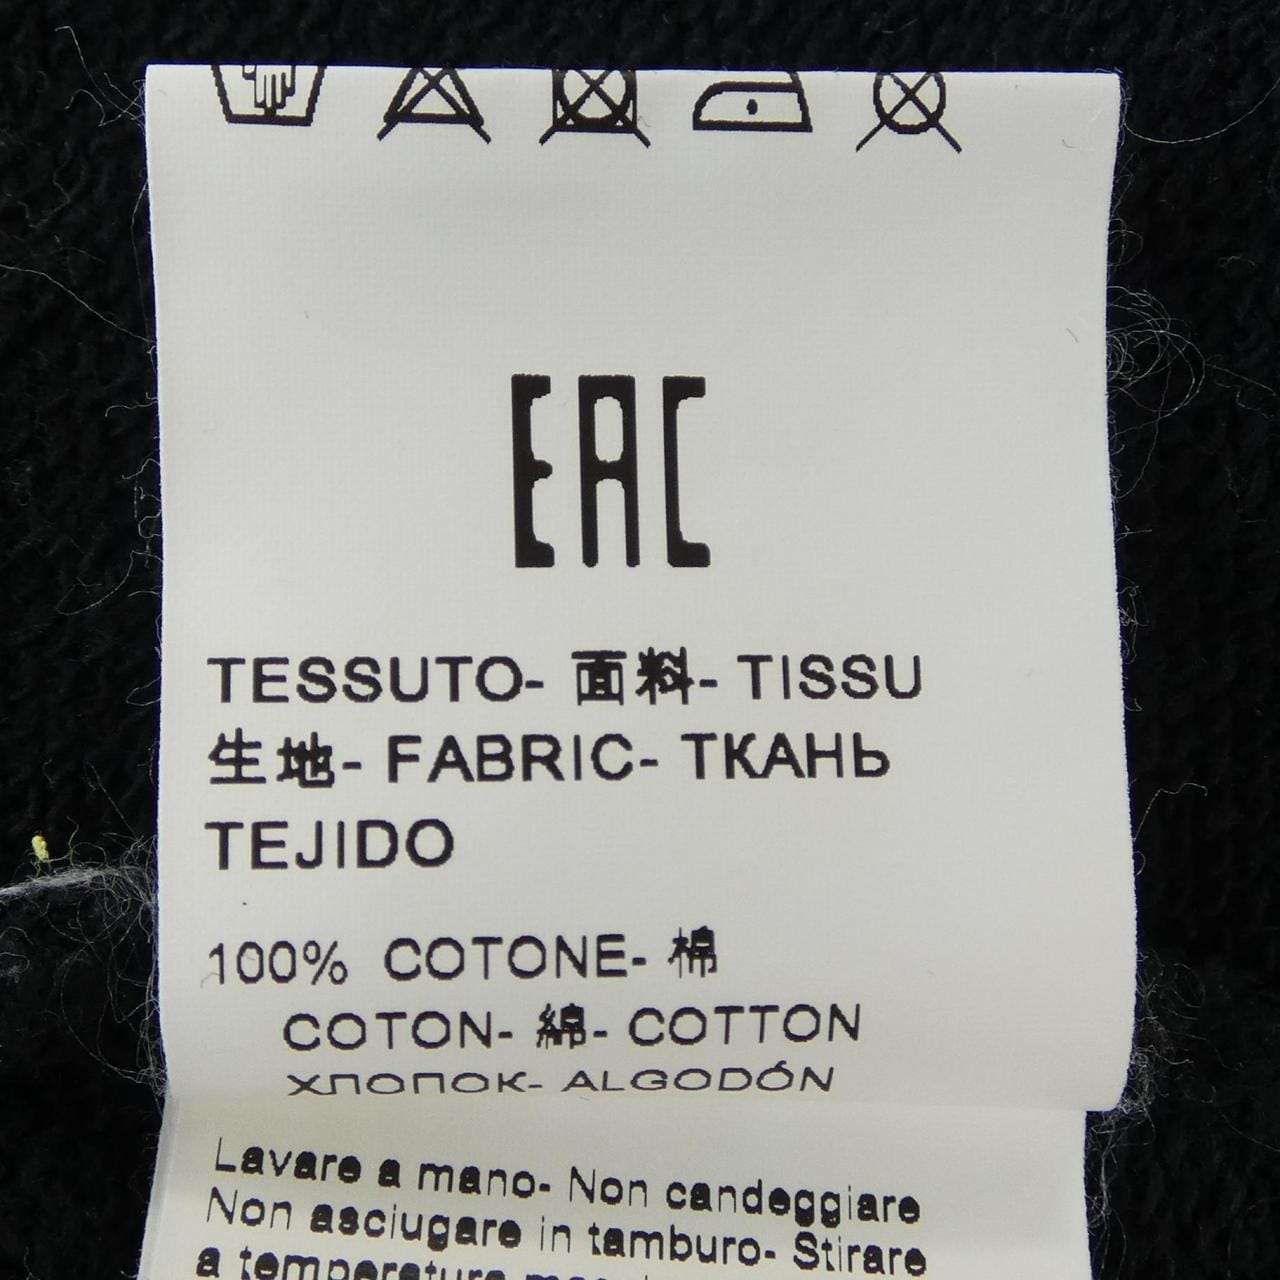 EAC
TESSUTO- 面料- TISSU
生地- FABRIC- ТКАНЬ
TEJIDO
100% COTONE- 棉
COTON- 綿- COTTON
ХЛОПОК- ALGODÓN
Lavare a mano- Non candeggiare
Non asciugare in tamburo- Stirare
a temperatura